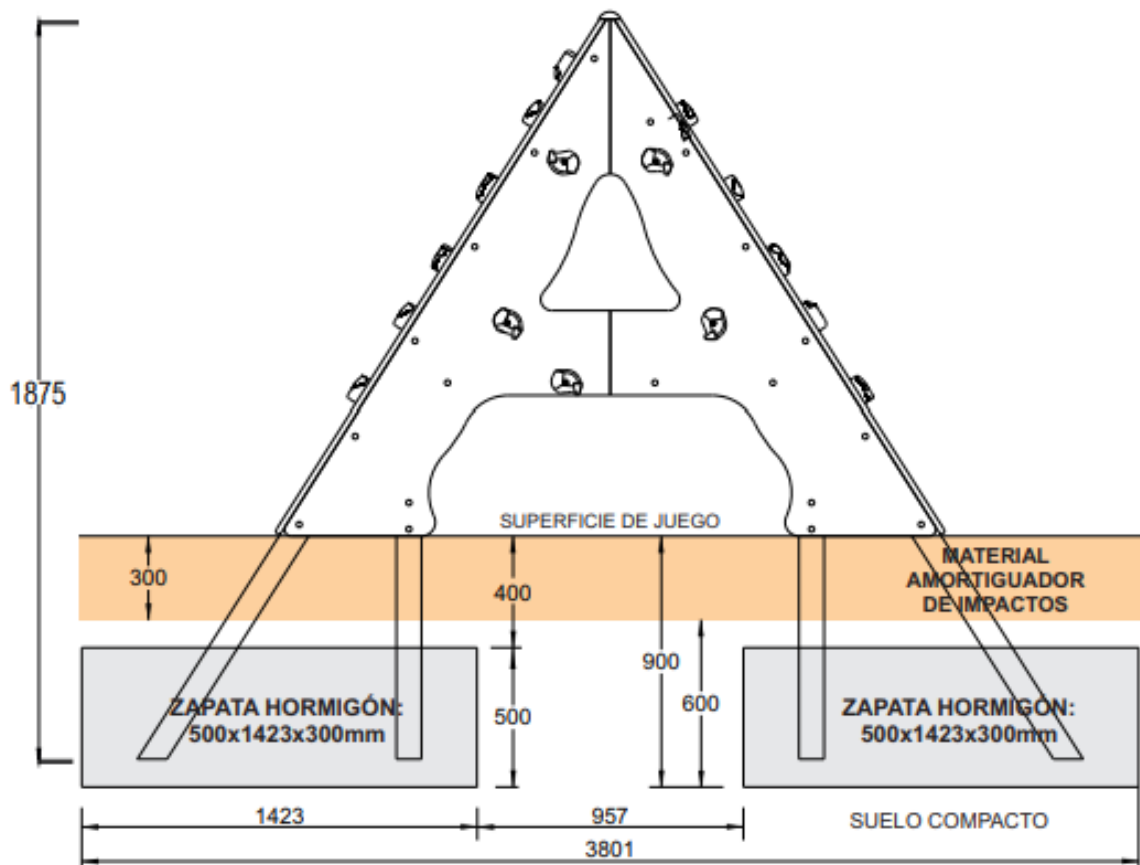 1875
SUPERFICIE DE JUEGO
300
400
MATERIAL
AMORTIGUADOR
DE IMPACTOS
900
600
500
ZAPATA HORMIGÓN:
500x1423x300mm
ZAPATA HORMIGÓN:
500x1423x300mm
1423
957
SUELO COMPACTO
3801